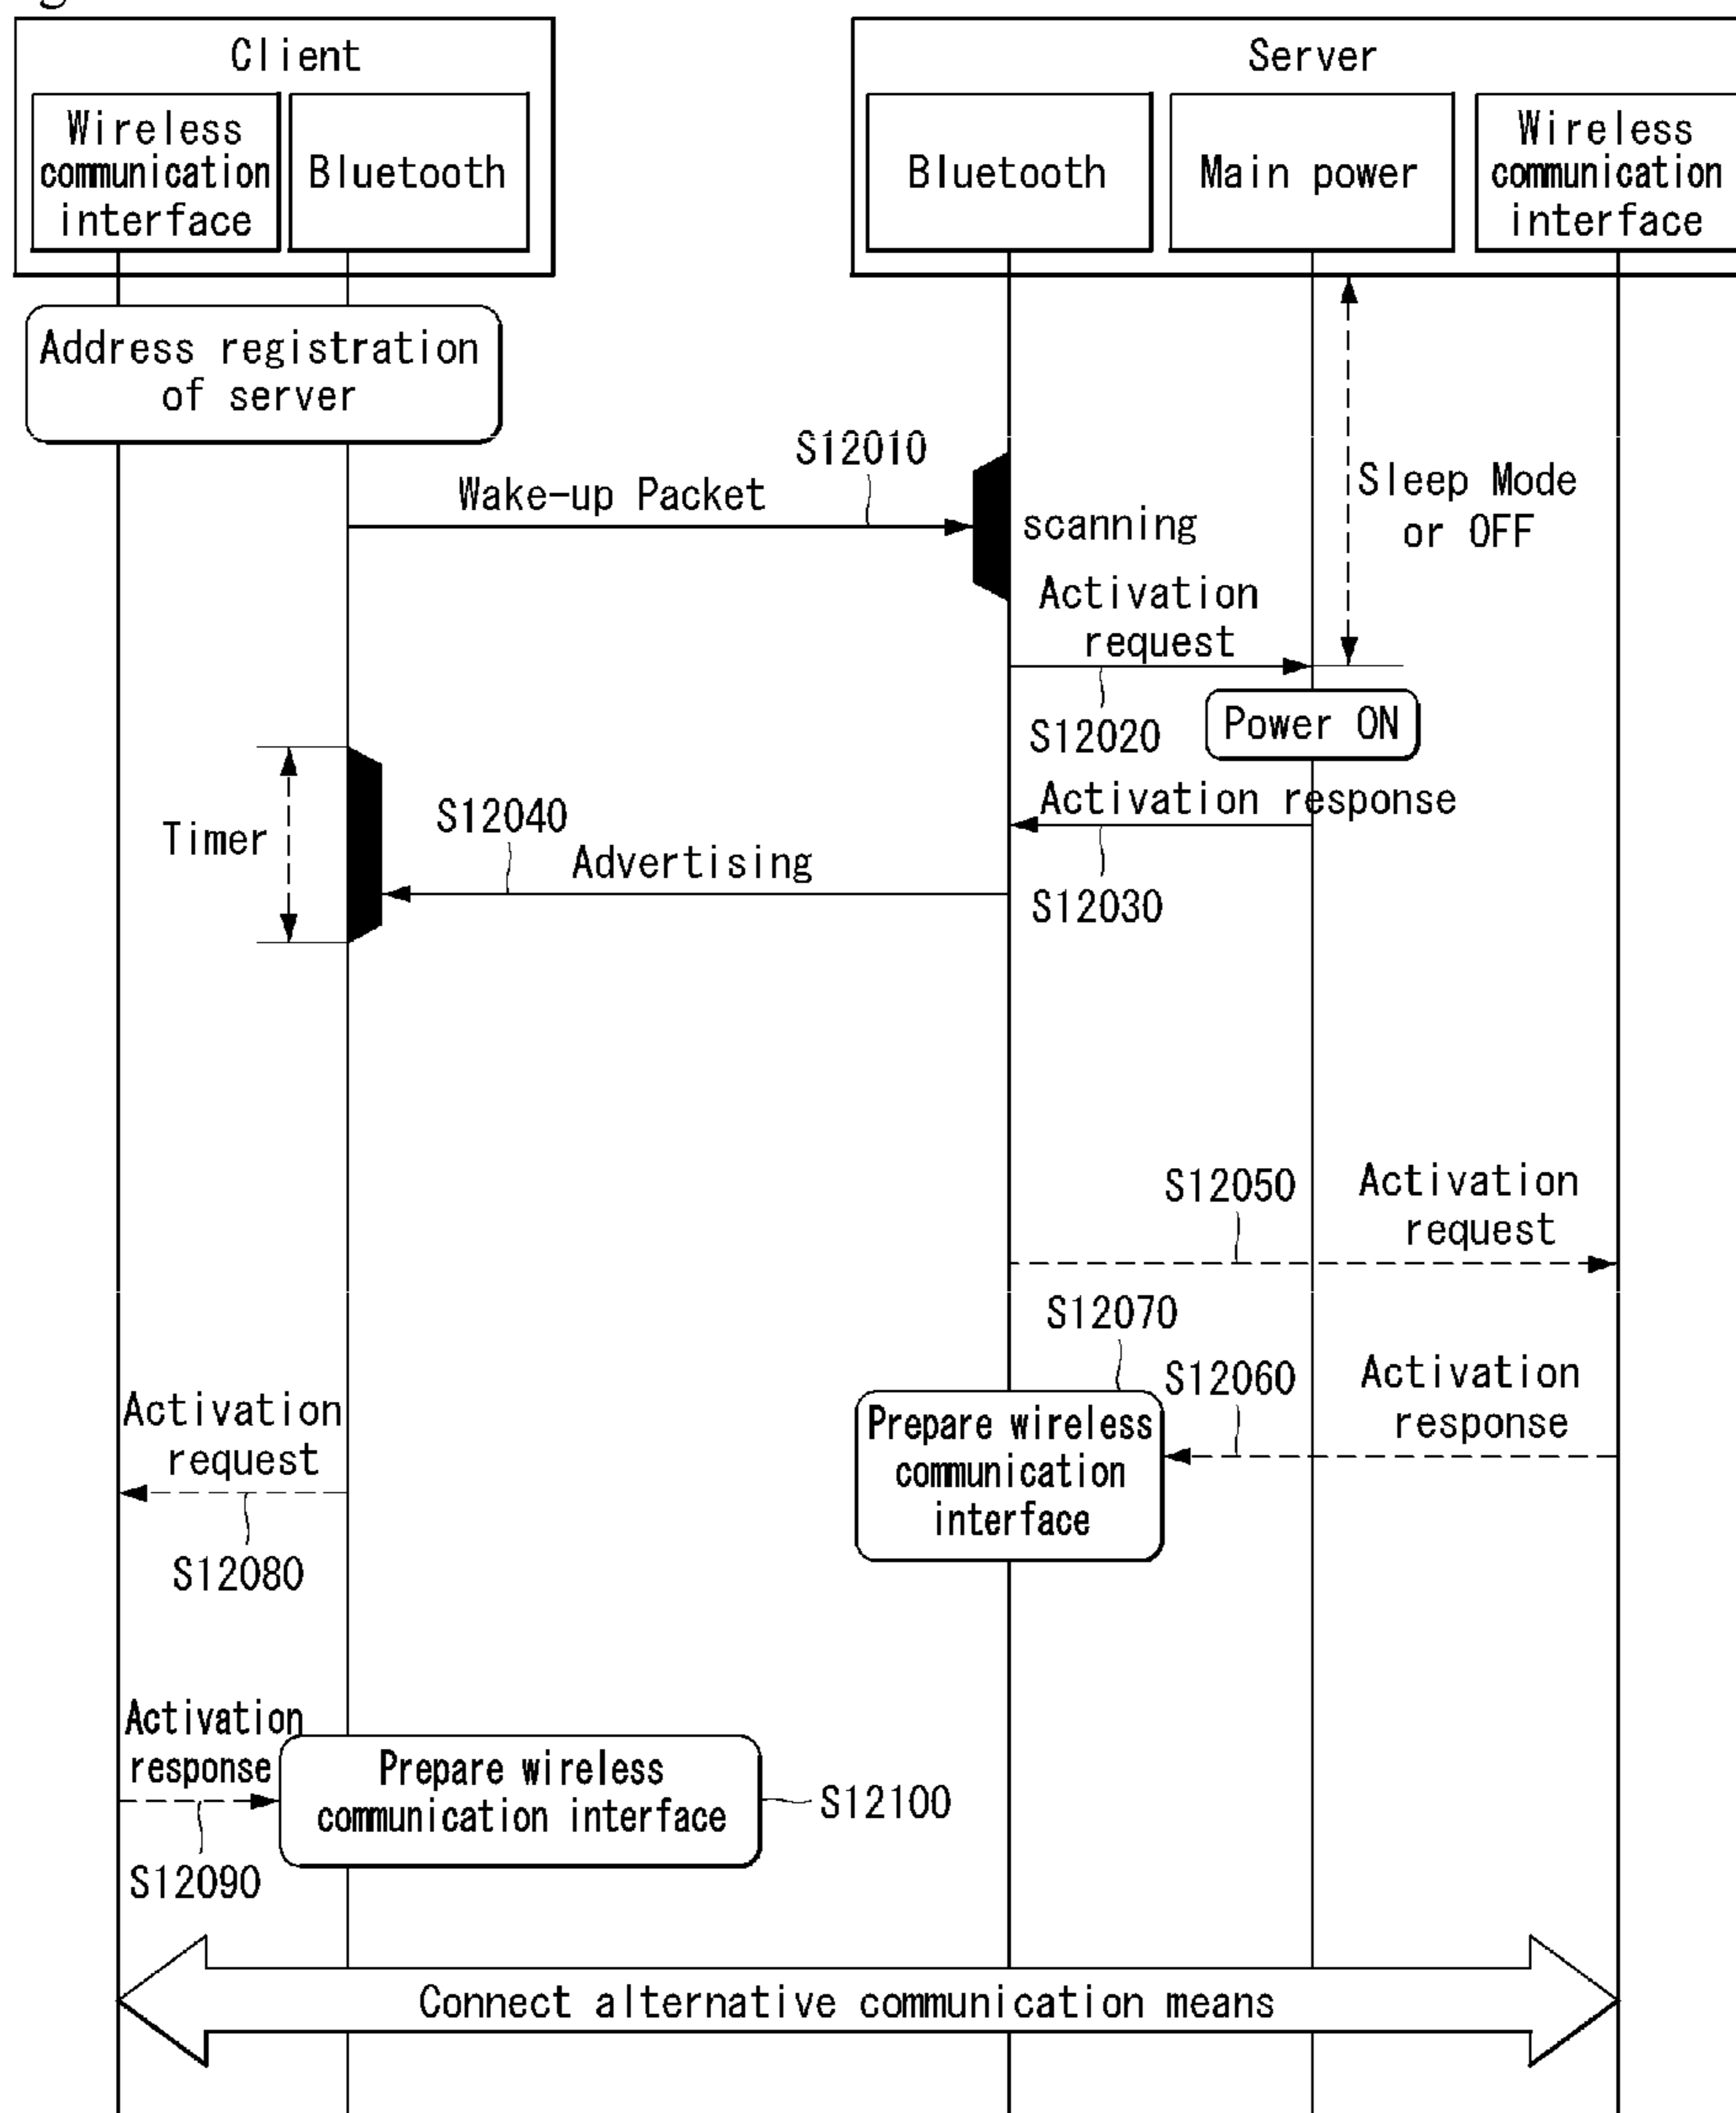 Client
Server
Wireless
communication
interface
Bluetooth
Bluetooth
Main power
Wireless
communication
interface
Address registration
of server
S12010
Wake-up Packet
scanning
Sleep Mode
or OFF
Activation
request
S12020
Power ON
Activation response
S12030
Timer
S12040
Advertising
S12050
Activation
request
S12070
S12060
Activation
response
Prepare wireless
communication
interface
Activation
request
S12080
Activation
response
S12090
Prepare wireless
communication interface
S12100
Connect alternative communication means